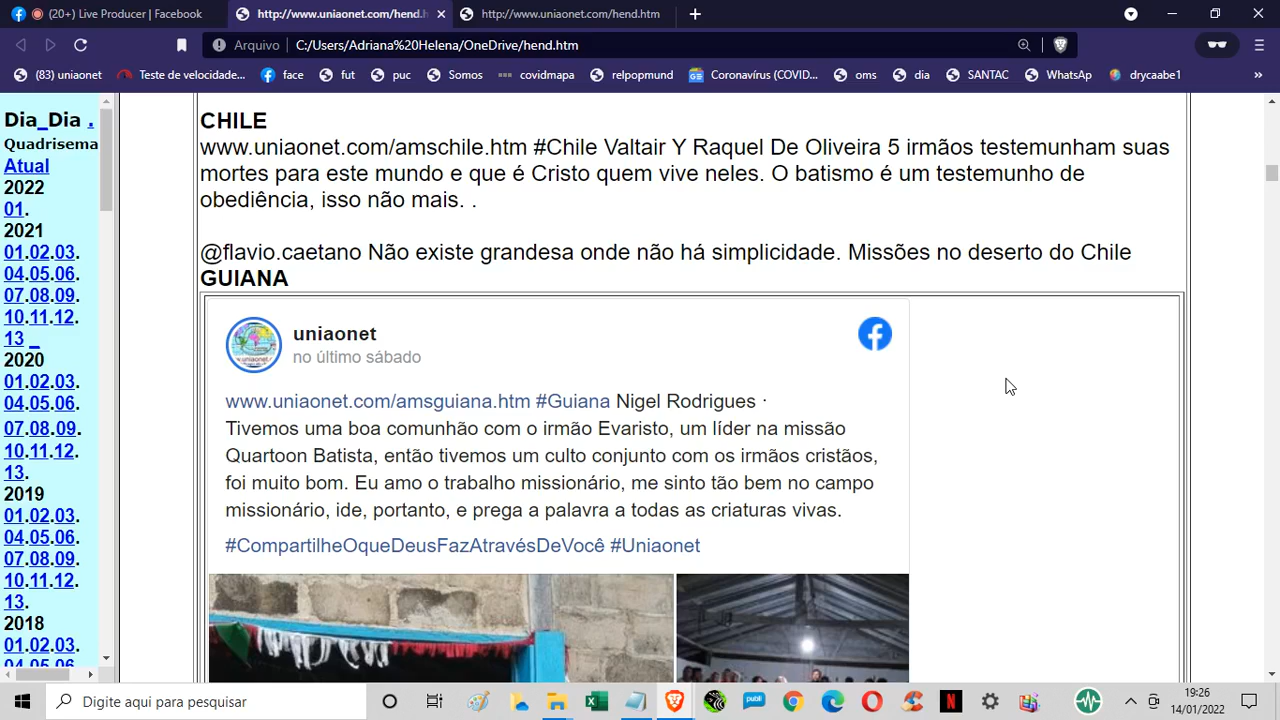 (20+) Live Producer | Facebook
http://www.uniaonet.com/hend.h
http://www.uniaonet.com/hend.htm
Arquivo
C:/Users/Adriana%20Helena/OneDrive/hend.htm
(83) uniaonet
Teste de velocidade...
face
fut
puc
Somos
covidmapa
relpopmund
Coronavírus (COVID...
oms
dia
SANTAC
WhatsAp
drycaabe1
»
Dia_Dia .
Quadrisema
Atual
2022
01.
2021
01.02.03.
04.05.06.
07.08.09.
10.11.12.
13 _
2020
01.02.03.
04.05.06.
07.08.09.
10.11.12.
13.
2019
01.02.03.
04.05.06.
07.08.09.
10.11.12.
13.
2018
01.02.03.
04.05.06.
CHILE
www.uniaonet.com/amschile.htm #Chile Valtair Y Raquel De Oliveira 5 irmãos testemunham suas
mortes para este mundo e que é Cristo quem vive neles. O batismo é um testemunho de
obediência, isso não mais. .
@flavio.caetano Não existe grandesa onde não há simplicidade. Missões no deserto do Chile
GUIANA
uniaonet
no último sábado
www.uniaonet.com/amsguiana.htm #Guiana Nigel Rodrigues ·
Tivemos uma boa comunhão com o irmão Evaristo, um líder na missão
Quartoon Batista, então tivemos um culto conjunto com os irmãos cristãos,
foi muito bom. Eu amo o trabalho missionário, me sinto tão bem no campo
missionário, ide, portanto, e prega a palavra a todas as criaturas vivas.
#CompartilheOqueDeusFazAtravésDeVocê #Uniaonet
Digite aqui para pesquisar
publi
19:26
14/01/2022